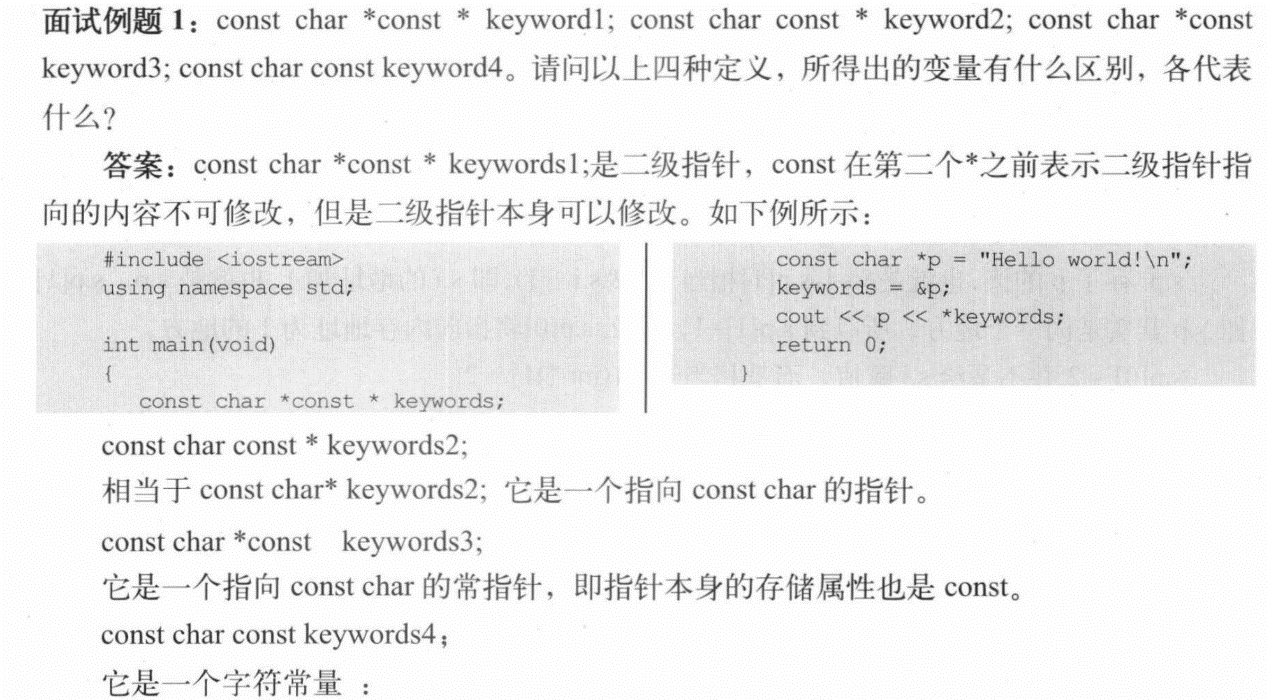 面试例题 1：const char *const * keyword1; const char const * keyword2; const char *const
keyword3; const char const keyword4。请问以上四种定义，所得出的变量有什么区别，各代表
什么？
答案：const char *const * keywords1;是二级指针，const 在第二个*之前表示二级指针指
向的内容不可修改，但是二级指针本身可以修改。如下例所示：
#include <iostream>
using namespace std;
int main(void)
{
const char *const * keywords;
const char *p = "Hello world!\n";
keywords = &p;
cout << p << *keywords;
return 0;
}
const char const * keywords2;
相当于 const char* keywords2; 它是一个指向 const char 的指针。
const char *const keywords3;
它是一个指向 const char 的常指针，即指针本身的存储属性也是 const。
const char const keywords4；
它是一个字符常量 ：